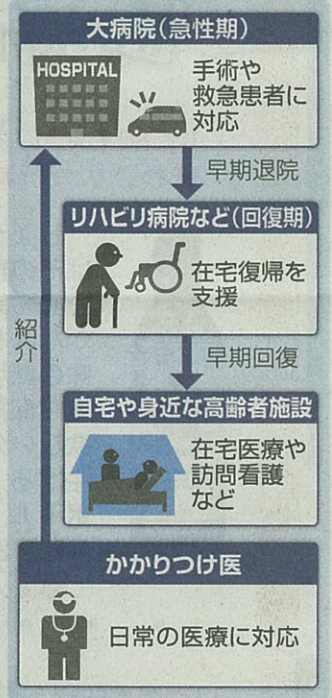 大病院(急性期)
HOSPITAL
手術や
救急患者に
対応
早期退院
リハビリ病院など(回復期)
在宅復帰を
支援
早期回復
自宅や身近な高齢者施設
在宅医療や
訪問看護
など
紹介
かかりつけ医
日常の医療に対応